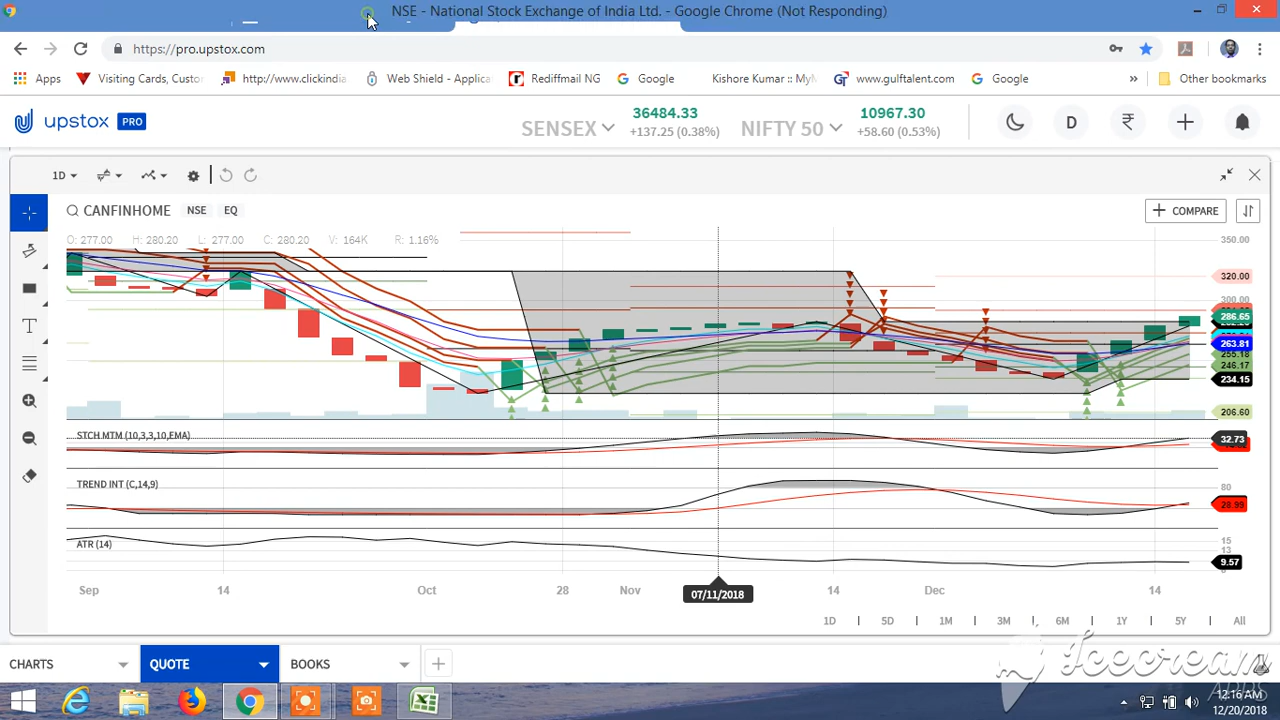 NSE - National Stock Exchange of India Ltd. - Google Chrome (Not Responding)
https://pro.upstox.com
Apps
Visiting Cards, Custo
http://www.clickindia
Web Shield - Applica
Rediffmail NG
Google
Kishore Kumar :: MyM
www.gulftalent.com
Google
»
Other bookmarks
upstox PRO
SENSEX
36484.33
+137.25 (0.38%)
NIFTY 50
10967.30
+58.60 (0.53%)
D
₹
1D
CANFINHOME NSE EQ
+ COMPARE
O: 277.00 H: 280.20 L: 277.00 C: 280.20 V: 164K R: 1.16%
350.00
320.00
300.00
286.65
263.81
255.18
246.17
234.15
206.60
STCH MTM (10,3,3,10,EMA)
32.73
TREND INT (C,14,9)
80
28.99
ATR (14)
15
13
9.57
Sep 14 Oct 28 Nov 07/11/2018 14 Dec 14
1D 5D 1M 3M 6M 1Y 5Y All
CHARTS QUOTE BOOKS +
Icecream
APPS
12:16 AM
12/20/2018